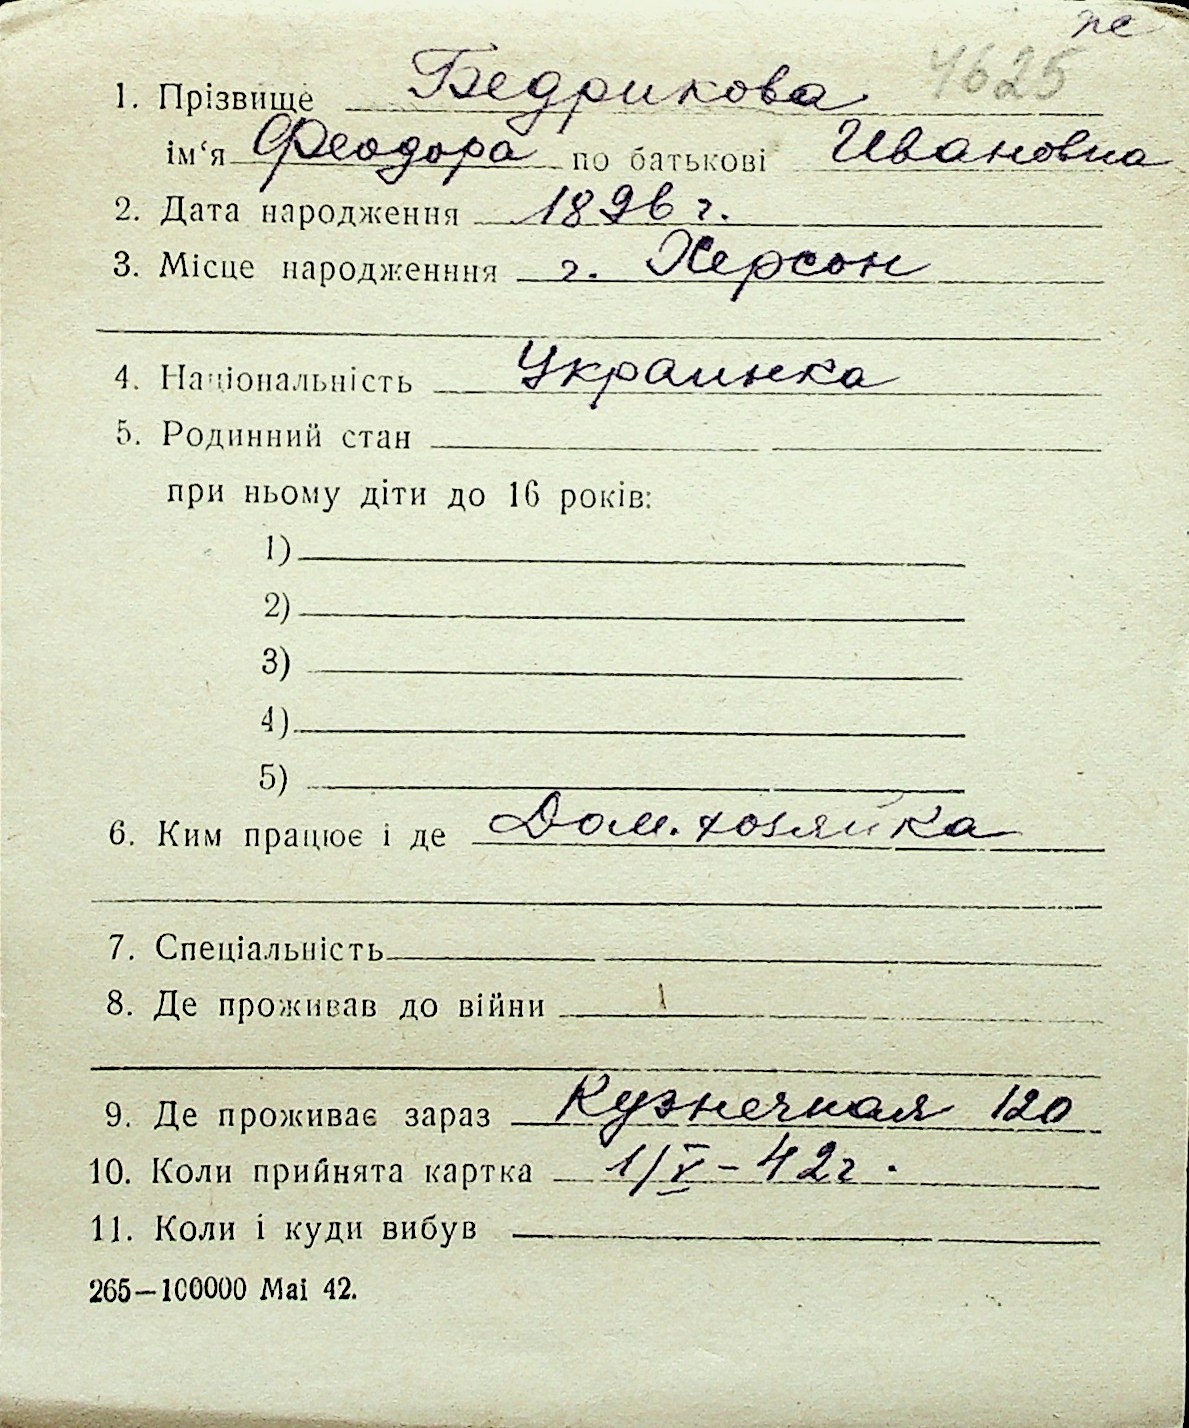 же
4625
1. Прізвище Бедрикова
ім‘я Феодора по батькові Ивановна
2. Дата народження 1896 г.
3. Місце народженння г. Херсон
4. Національність Украинка
5. Родинний стан
при ньому діти до 16 років:
1)
2)
3)
4)
5)
6. Ким працює і де Дом. хозяйка
7. Спеціальність
8. Де проживав до війни
9. Де проживає зараз Кузнечная 120
10. Коли прийнята картка 1/V – 42 г.
11. Коли і куди вибув
265—100000 Mai 42.